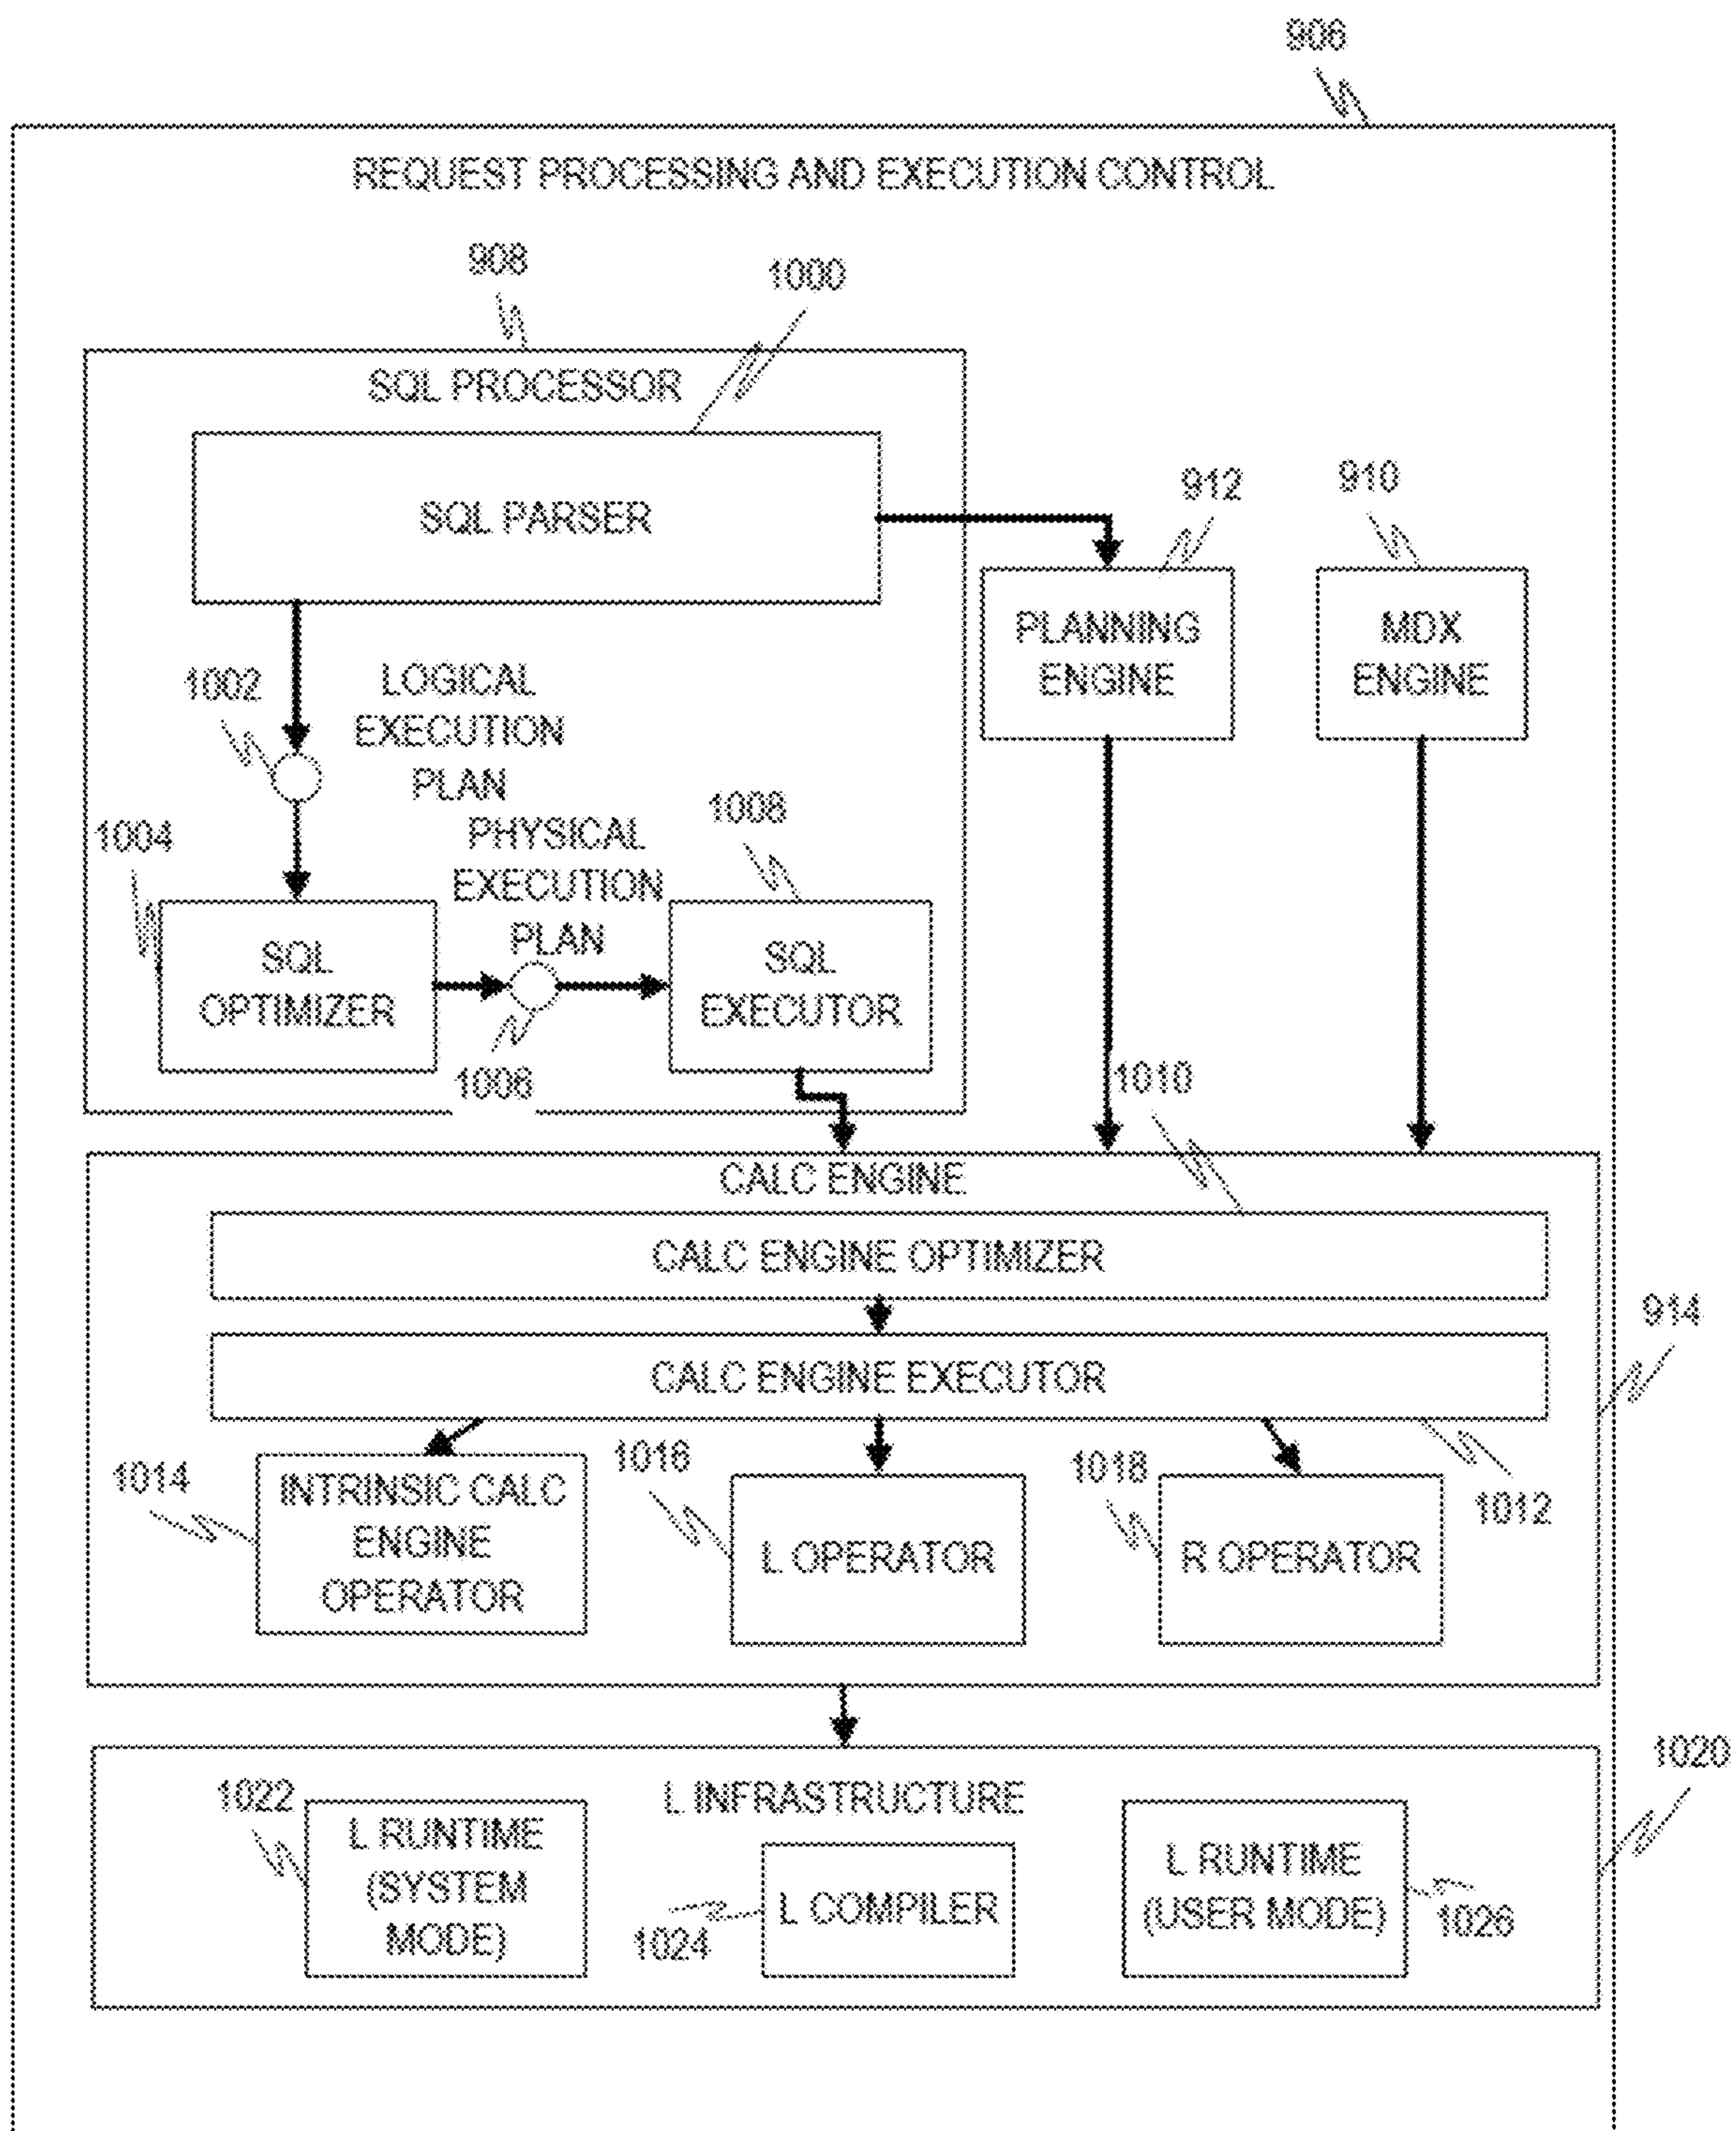 906
REQUEST PROCESSING AND EXECUTION CONTROL
908
1000
SQL PROCESSOR
SQL PARSER
912
910
PLANNING
ENGINE
MDX
ENGINE
1002
LOGICAL
EXECUTION
PLAN
1004
PHYSICAL
EXECUTION
PLAN
1008
SQL
OPTIMIZER
SQL
EXECUTOR
1006
1010
CALC ENGINE
CALC ENGINE OPTIMIZER
914
CALC ENGINE EXECUTOR
1014
INTRINSIC CALC
ENGINE
OPERATOR
1016
L OPERATOR
1018
R OPERATOR
1012
1020
L INFRASTRUCTURE
1022
L RUNTIME
(SYSTEM
MODE)
L COMPILER
1024
L RUNTIME
(USER MODE)
1026